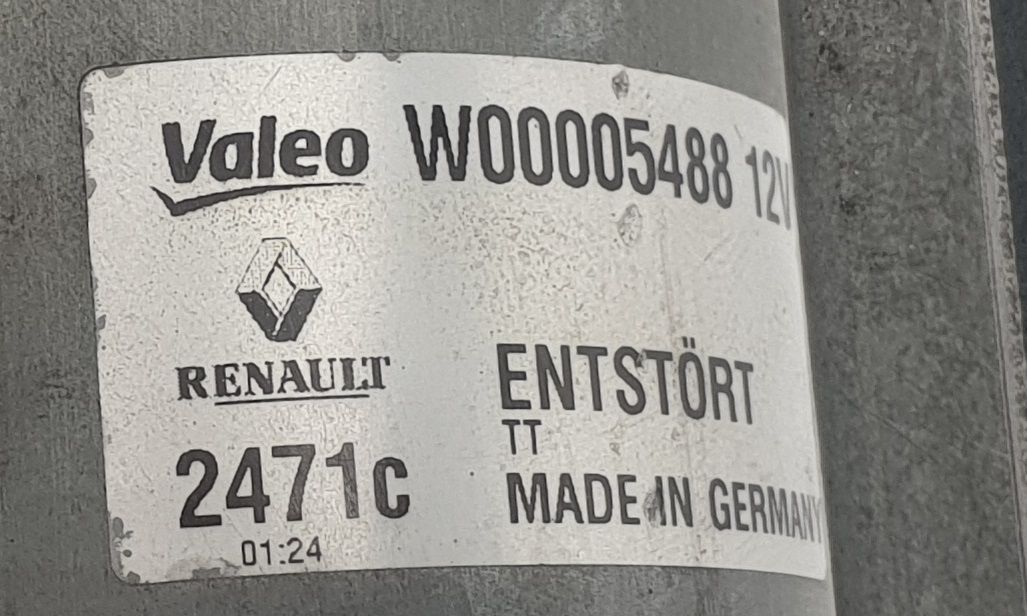 Valeo W00005488 12V
RENAULT
ENTSTÖRT
TT
2471c
MADE IN GERMANY
01:24